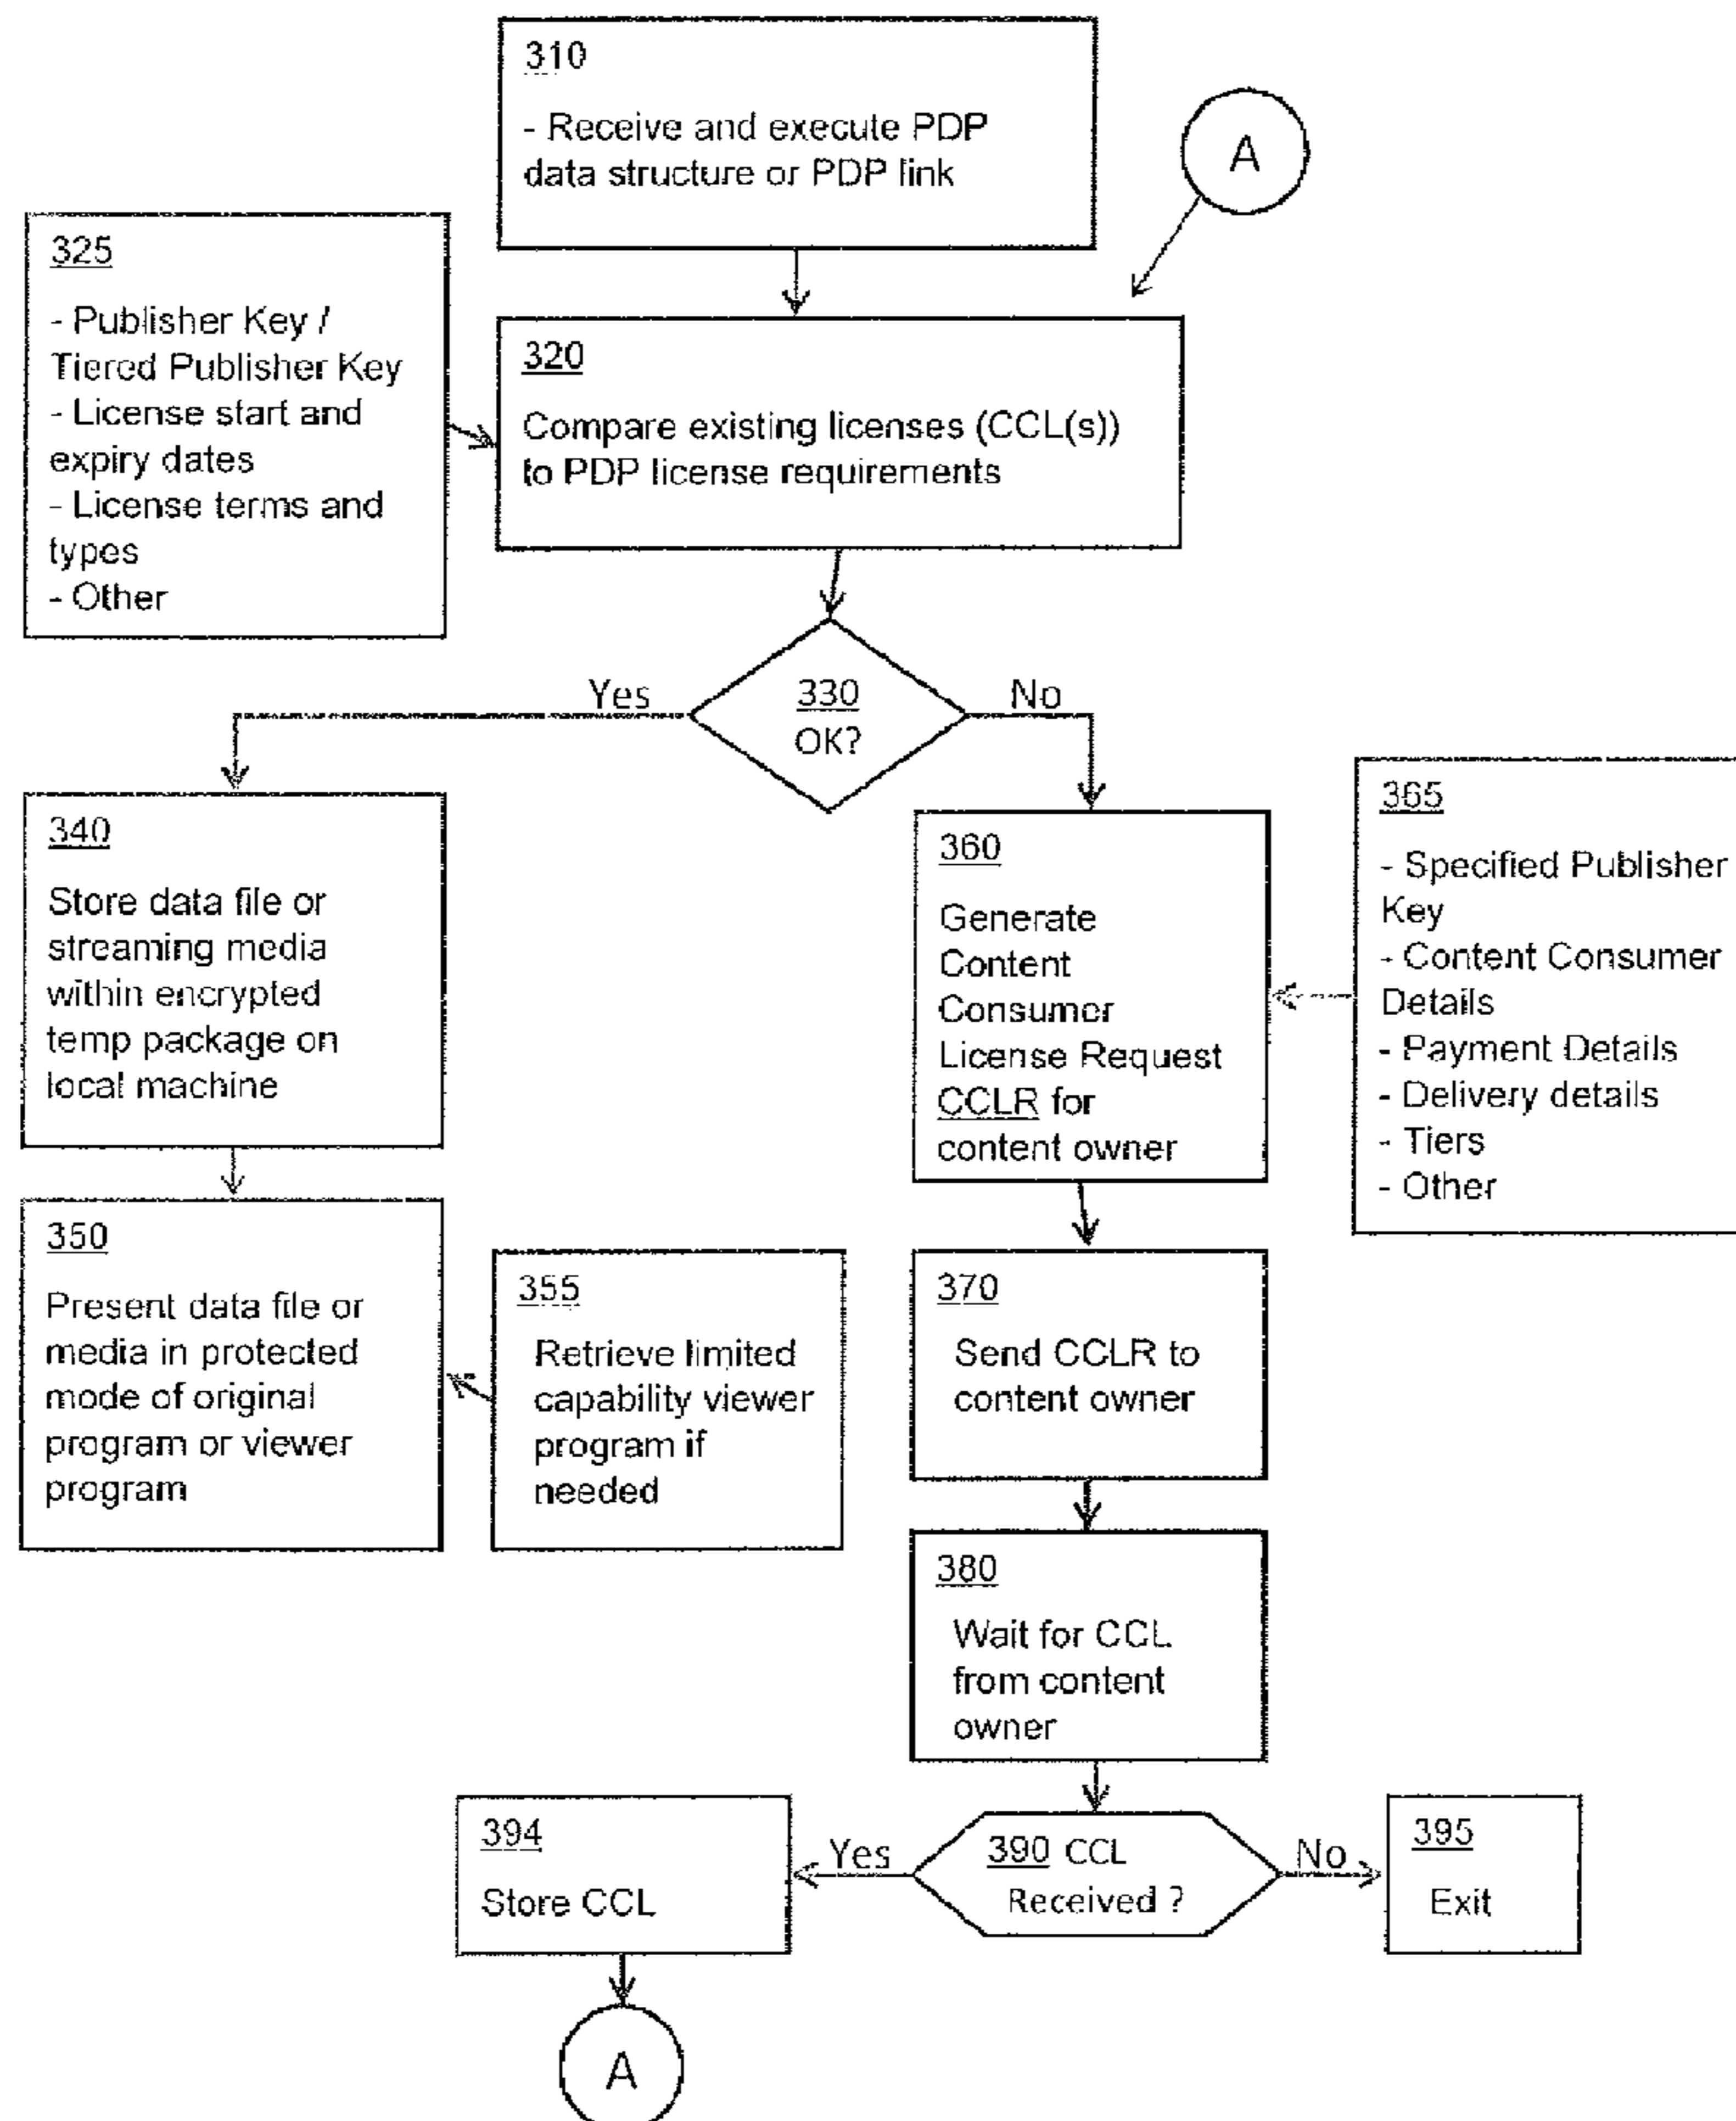 310
- Receive and execute PDP
data structure or PDP link
A
325
- Publisher Key /
Tiered Publisher Key
- License start and
expiry dates
- License terms and
types
- Other
320
Compare existing licenses (CCL(s))
to PDP license requirements
330
OK?
Yes
No
340
Store data file or
streaming media
within encrypted
temp package on
local machine
360
Generate
Content
Consumer
License Request
CCLR for
content owner
365
- Specified Publisher
Key
- Content Consumer
Details
- Payment Details
- Delivery details
- Tiers
- Other
350
Present data file or
media in protected
mode of original
program or viewer
program
355
Retrieve limited
capability viewer
program if
needed
370
Send CCLR to
content owner
380
Wait for CCL
from content
owner
390 CCL
Received ?
Yes
No
394
Store CCL
395
Exit
A